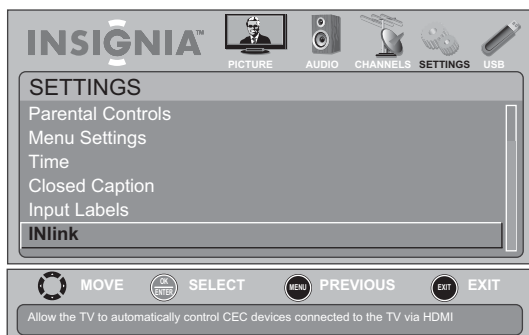 INSIGNIA™
PICTURE AUDIO CHANNELS SETTINGS USB
SETTINGS
Parental Controls
Menu Settings
Time
Closed Caption
Input Labels
INlink
MOVE OK ENTER SELECT MENU PREVIOUS EXIT EXIT
Allow the TV to automatically control CEC devices connected to the TV via HDMI